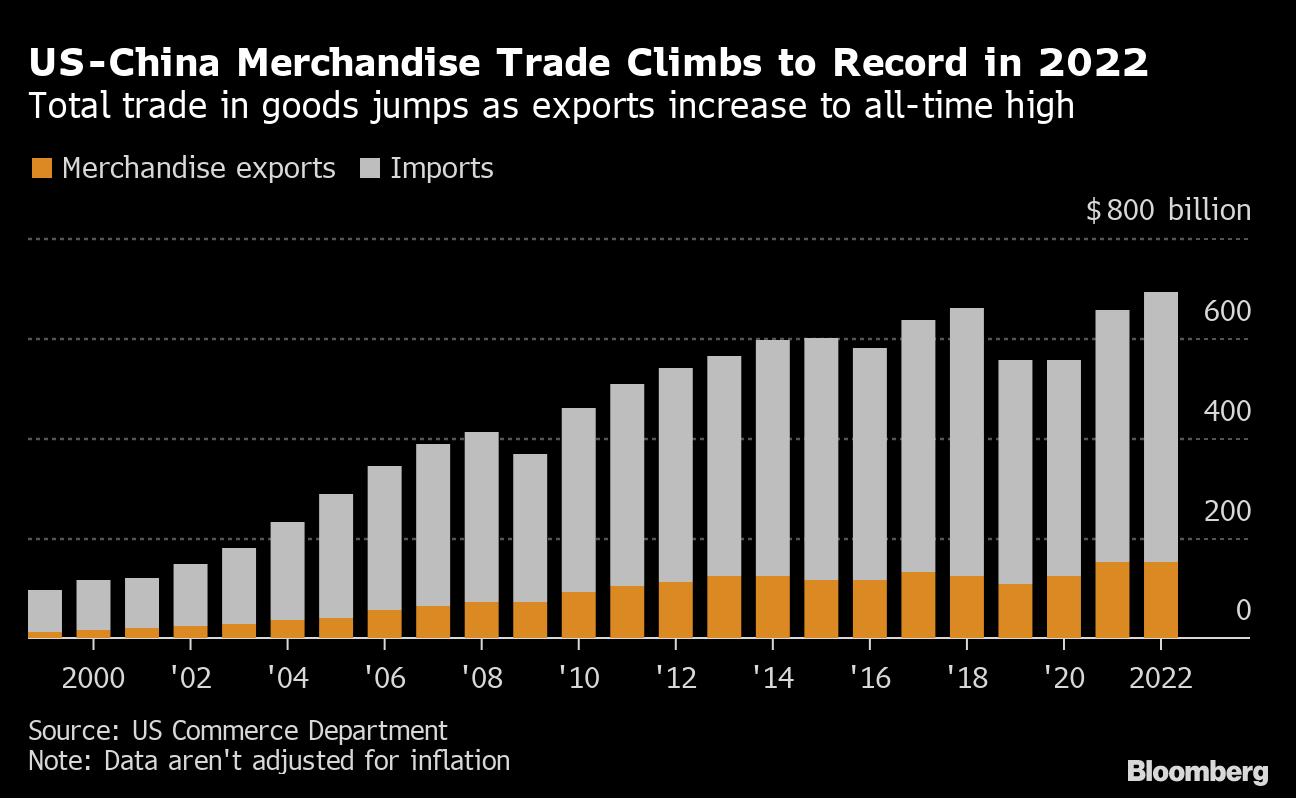 US-China Merchandise Trade Climbs to Record in 2022
Total trade in goods jumps as exports increase to all-time high
Merchandise exports Imports
$800 billion
600
400
200
0
2000 '02 '04 '06 '08 '10 '12 '14 '16 '18 '20 2022
Source: US Commerce Department
Note: Data aren't adjusted for inflation
Bloomberg